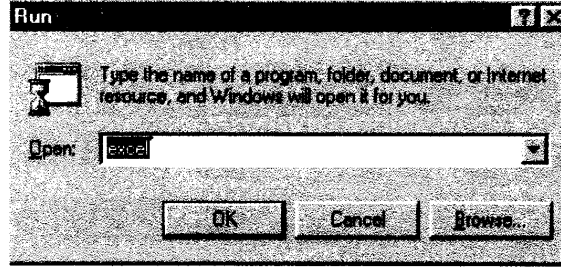 Run
Type the name of a program, folder, document, or Internet
resource, and Windows will open it for you.
Open: excel
OK Cancel Browse...